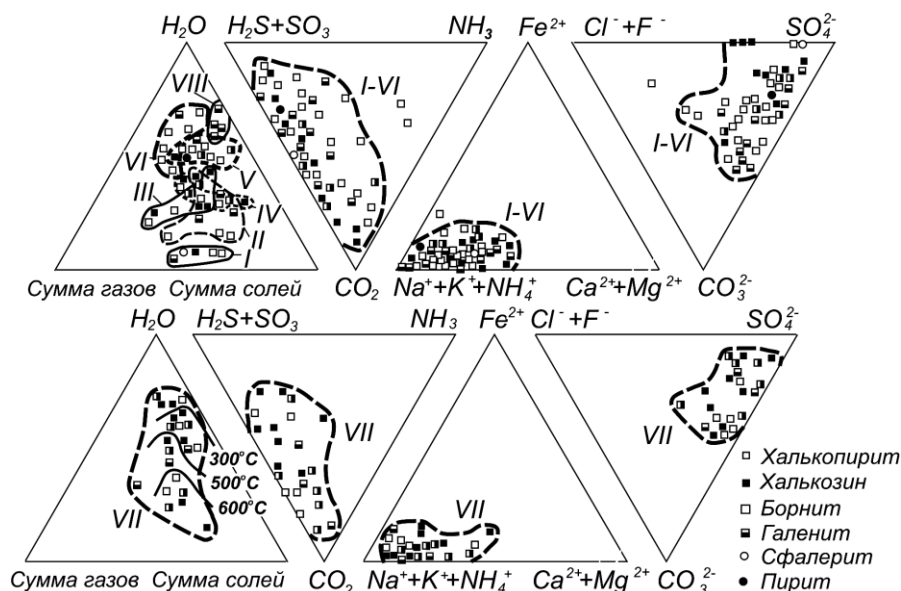 H₂O H₂S+SO₃ NH₃ Fe²⁺ Cl⁻+F⁻ SO₄²⁻
VIII
I-VI
VI
I-VI
V
III
I-VI
IV
II
I
Сумма газов Сумма солей CO₂ Na⁺+K⁺+NH₄⁺ Ca²⁺+Mg²⁺ CO₃²⁻
H₂O H₂S+SO₃ NH₃ Fe²⁺ Cl⁻+F⁻ SO₄²⁻
VII
VII
300°C
500°C
600°C
VII
VII
Халькопирит
Халькозин
Борнит
Галенит
Сфалерит
Пирит
Сумма газов Сумма солей CO₂ Na⁺+K⁺+NH₄⁺ Ca²⁺+Mg²⁺ CO₃²⁻